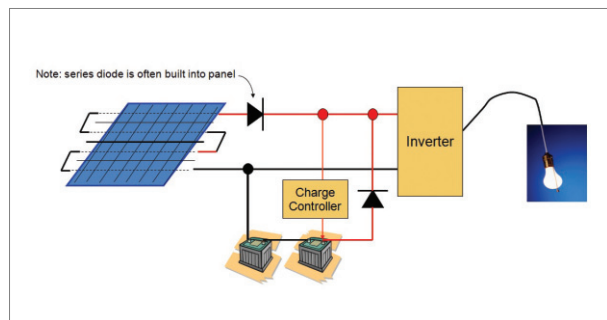 Note: series diode is often built into panel
Inverter
Charge
Controller